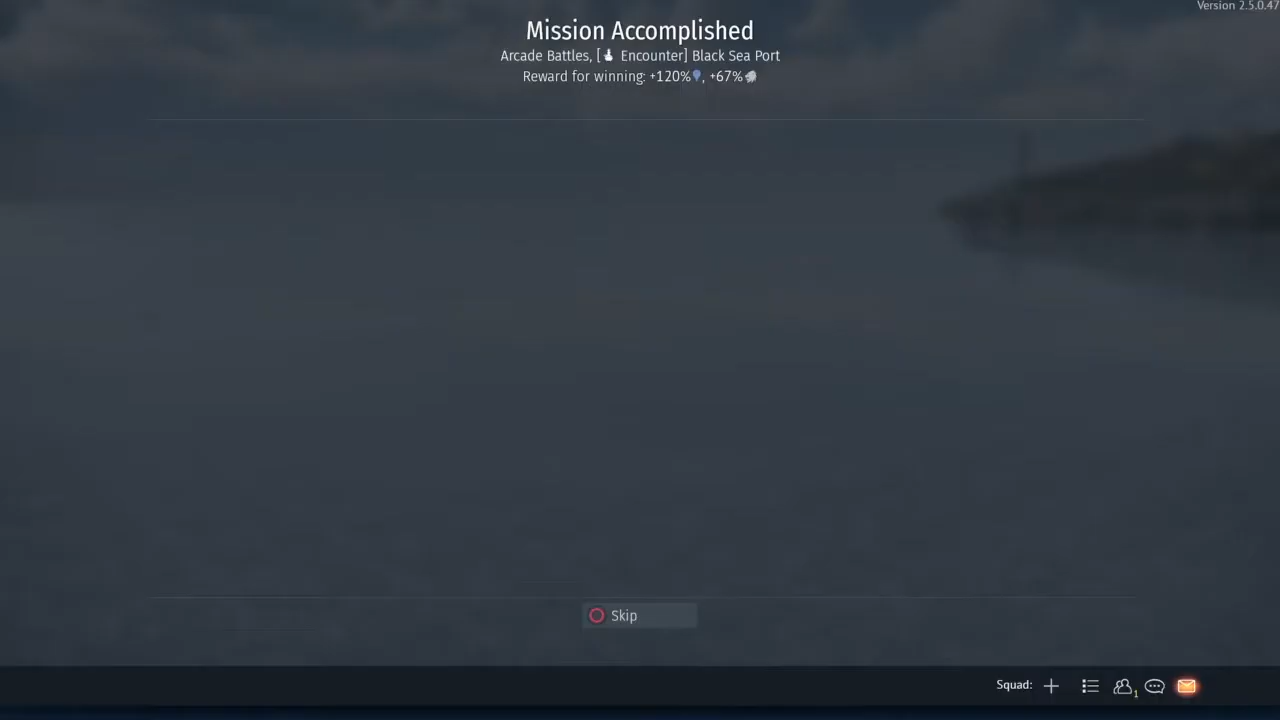 Version 2.5.0.47
Mission Accomplished
Arcade Battles, [ Encounter] Black Sea Port
Reward for winning: +120%, +67%
Skip
Squad:
1